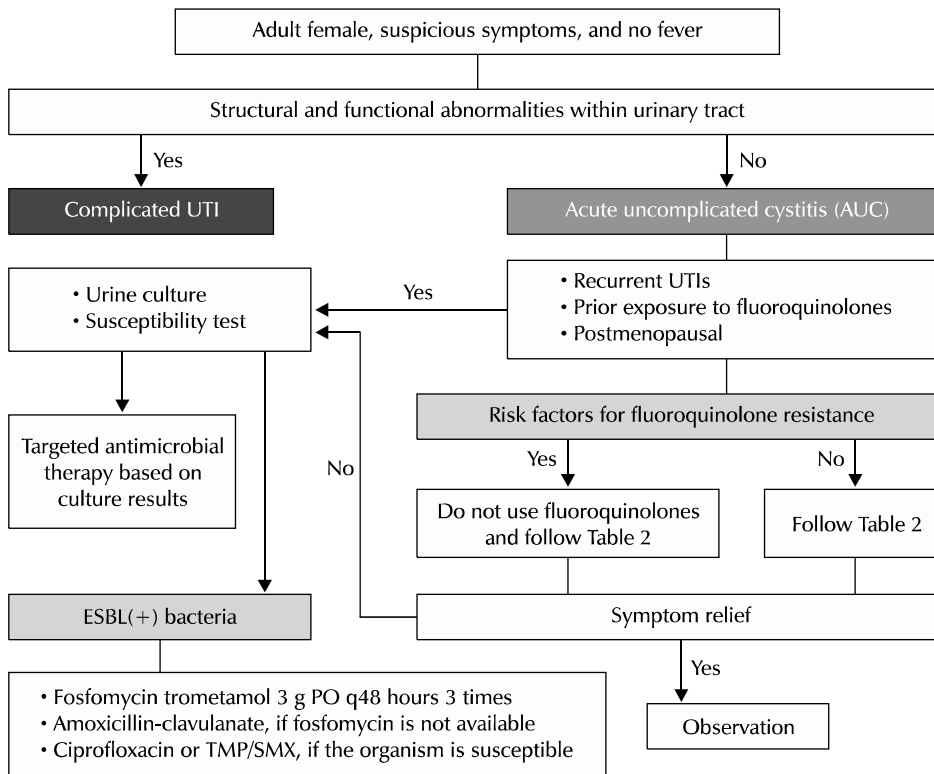 Adult female, suspicious symptoms, and no fever
Structural and functional abnormalities within urinary tract
Yes
No
Complicated UTI
Acute uncomplicated cystitis (AUC)
• Urine culture
• Susceptibility test
Yes
• Recurrent UTIs
• Prior exposure to fluoroquinolones
• Postmenopausal
Risk factors for fluoroquinolone resistance
Targeted antimicrobial
therapy based on
culture results
No
Yes
No
Do not use fluoroquinolones
and follow Table 2
Follow Table 2
ESBL(+) bacteria
Symptom relief
Yes
• Fosfomycin trometamol 3 g PO q48 hours 3 times
• Amoxicillin-clavulanate, if fosfomycin is not available
• Ciprofloxacin or TMP/SMX, if the organism is susceptible
Observation